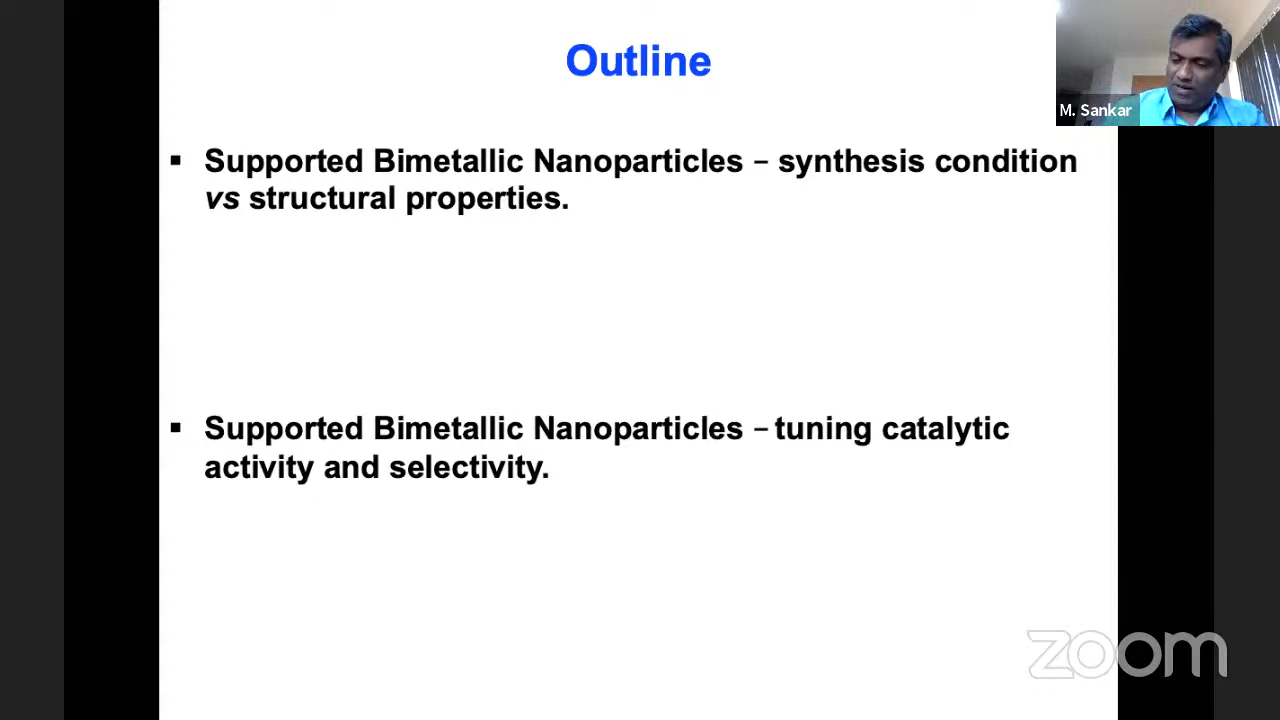 Outline
M. Sankar
▪ Supported Bimetallic Nanoparticles – synthesis condition
vs structural properties.
▪ Supported Bimetallic Nanoparticles – tuning catalytic
activity and selectivity.
zoom